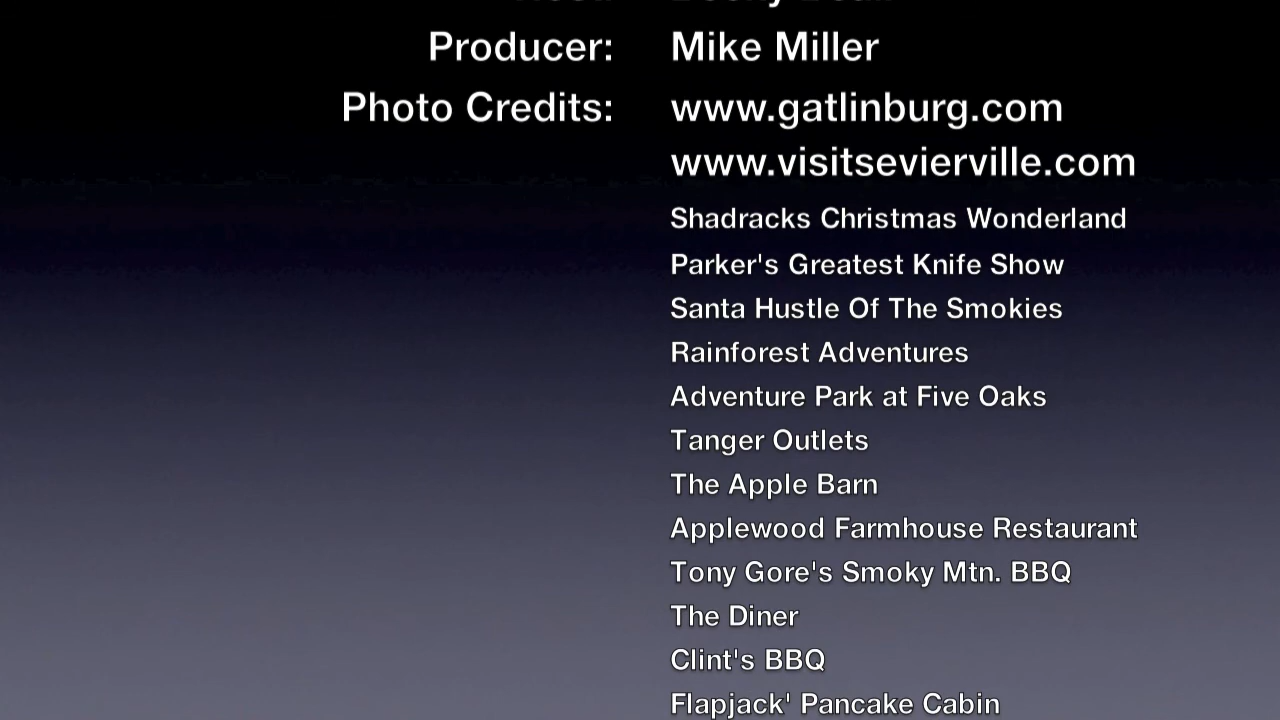 Producer: Mike Miller
Photo Credits: www.gatlinburg.com
www.visitsevierville.com
Shadracks Christmas Wonderland
Parker's Greatest Knife Show
Santa Hustle Of The Smokies
Rainforest Adventures
Adventure Park at Five Oaks
Tanger Outlets
The Apple Barn
Applewood Farmhouse Restaurant
Tony Gore's Smoky Mtn. BBQ
The Diner
Clint's BBQ
Flapjack' Pancake Cabin